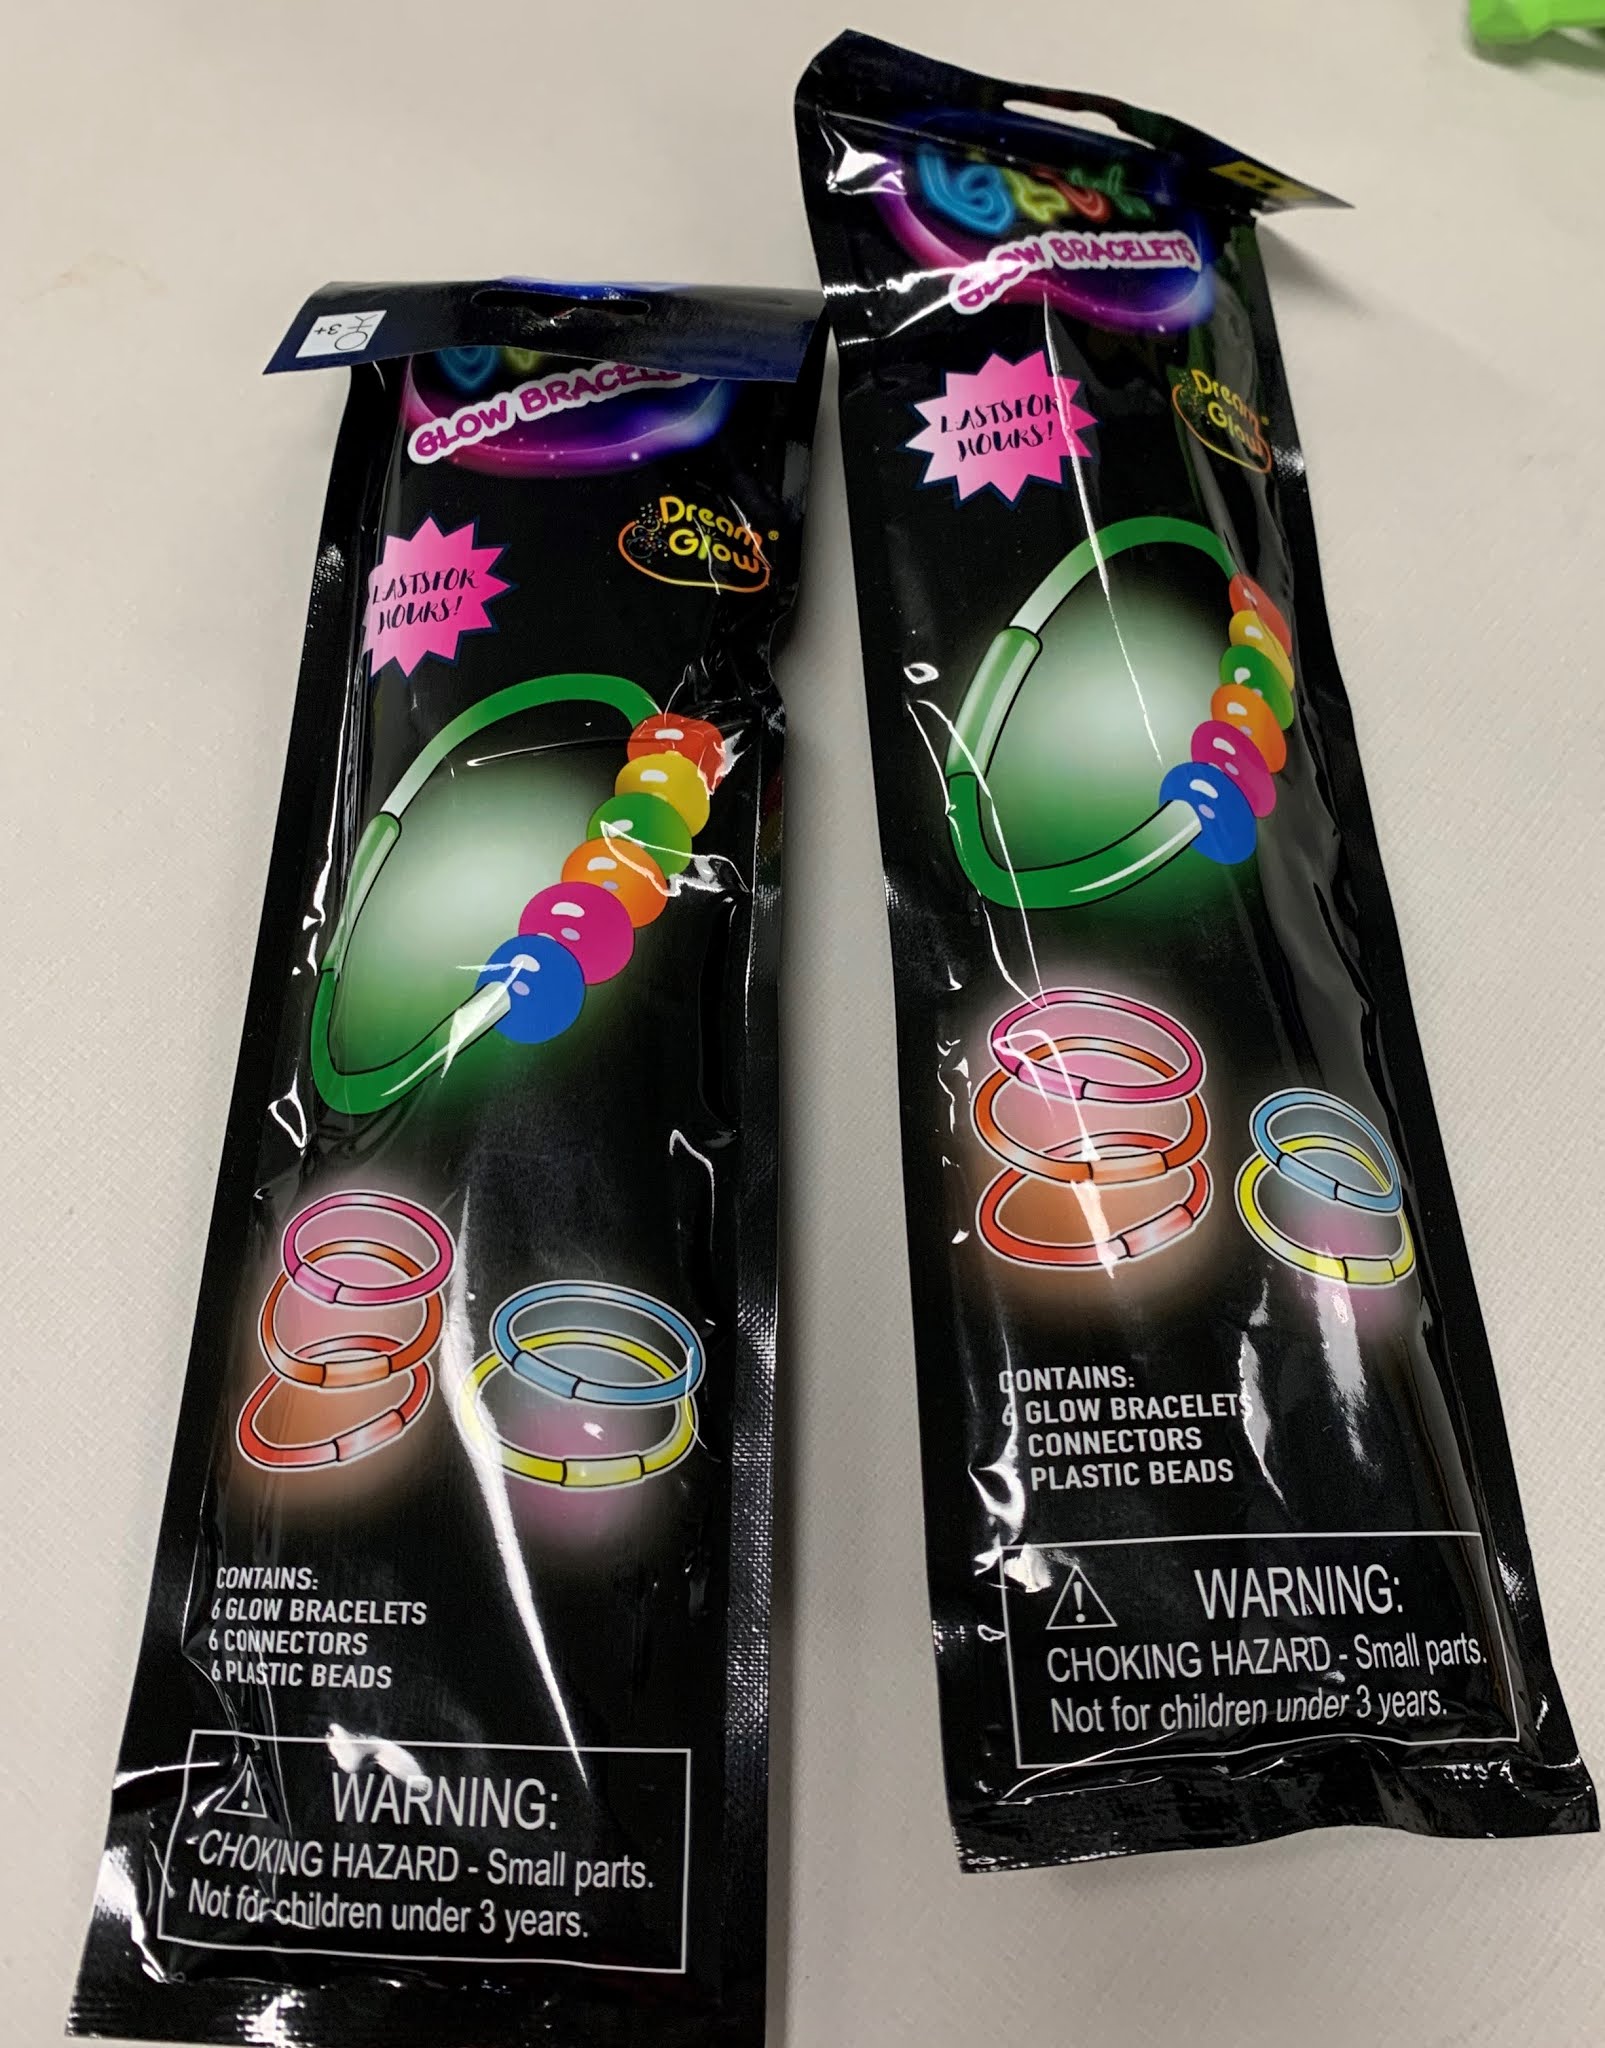 3+
GLOW
LASTS FOR
HOURS!
Dream
Glow®
CONTAINS:
6 GLOW BRACELETS
6 CONNECTORS
6 PLASTIC BEADS
WARNING:
CHOKING HAZARD - Small parts.
Not for children under 3 years.
GLOW BRACELETS
LASTS FOR
HOURS!
Dream
Glow®
CONTAINS:
6 GLOW BRACELETS
CONNECTORS
PLASTIC BEADS
WARNING:
CHOKING HAZARD - Small parts.
Not for children under 3 years.